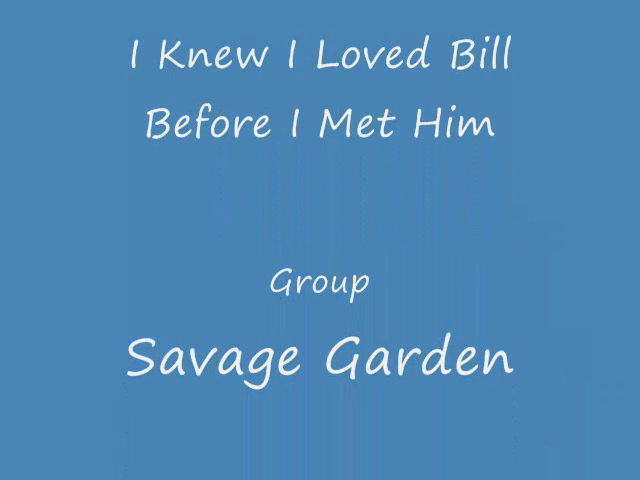 I Knew I Loved Bill
Before I Met Him
Group
Savage Garden